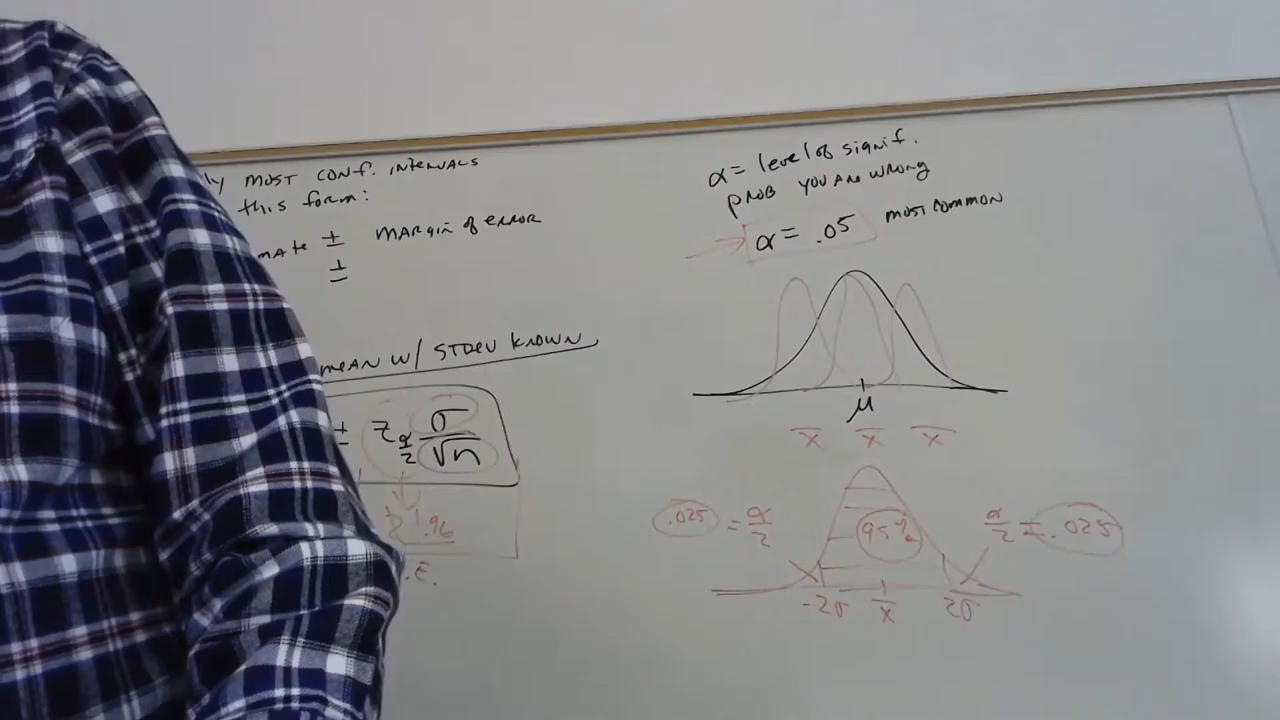 ly MOST CONF. INTERVALS
this form:
mate ± MARGIN OF ERROR
±
mean w/ STDEV KNOWN
± z α/2 σ/√n
1.96
.E.
α = level of signif.
PROB YOU ARE WRONG
α = .05 MOST COMMON
μ
x̅ x̅ x̅
.025 = α/2
95%
α/2 = .025
-2σ x̅ 2σ